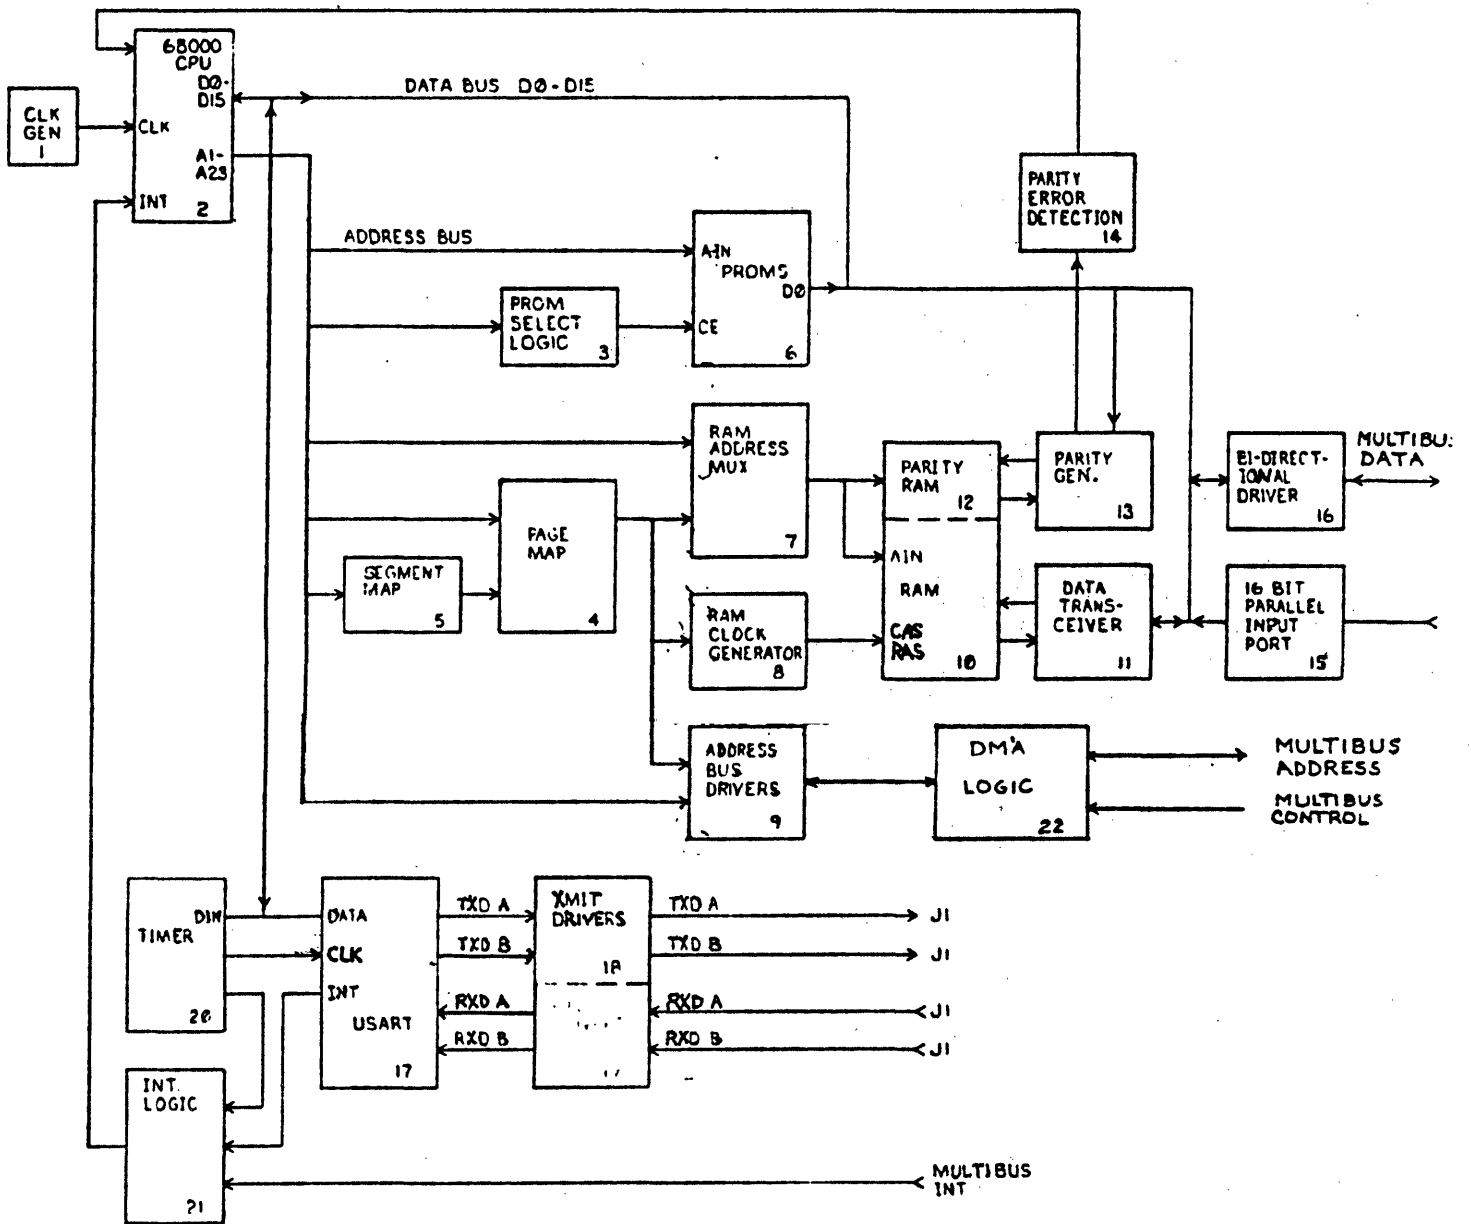 68000
CPU
D0-
D15
CLK
A1-
A23
INT
2
CLK
GEN
1
DATA BUS D0-D15
ADDRESS BUS
PARITY
ERROR
DETECTION
14
A-IN
PROMS
D0
CE
6
PROM
SELECT
LOGIC
3
RAM
ADDRESS
MUX
7
PAGE
MAP
4
SEGMENT
MAP
5
RAM
CLOCK
GENERATOR
8
PARITY
RAM
12
AIN
RAM
CAS
RAS
10
PARITY
GEN.
13
DATA
TRANS-
CEIVER
11
BI-DIRECT-
IONAL
DRIVER
16
MULTIBU:
DATA
16 BIT
PARALLEL
INPUT
PORT
15
ADDRESS
BUS
DRIVERS
9
DMA
LOGIC
22
MULTIBUS
ADDRESS
MULTIBUS
CONTROL
DIN
TIMER
20
DATA
CLK
INT
USART
17
TXD A
TXD B
RXD A
RXD B
XMIT
DRIVERS
18
TXD A
TXD B
RXD A
RXD B
J1
J1
J1
J1
INT.
LOGIC
21
MULTIBUS
INT